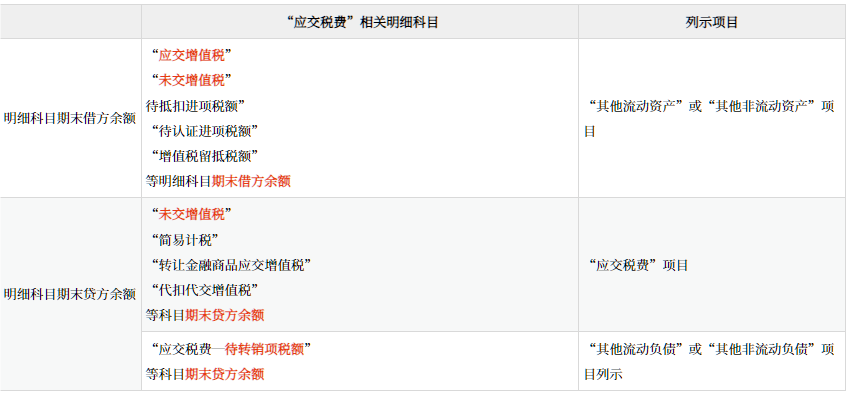 “应交税费”相关明细科目
列示项目
明细科目期末借方余额
“应交增值税”
“未交增值税”
待抵扣进项税额”
“待认证进项税额”
“增值税留抵税额”
等明细科目期末借方余额
“其他流动资产”或“其他非流动资产”项
目
明细科目期末贷方余额
“未交增值税”
“简易计税”
“转让金融商品应交增值税”
“代扣代交增值税”
等科目期末贷方余额
“应交税费”项目
“应交税费—待转销项税额”
等科目期末贷方余额
“其他流动负债”或“其他非流动负债”项
目列示